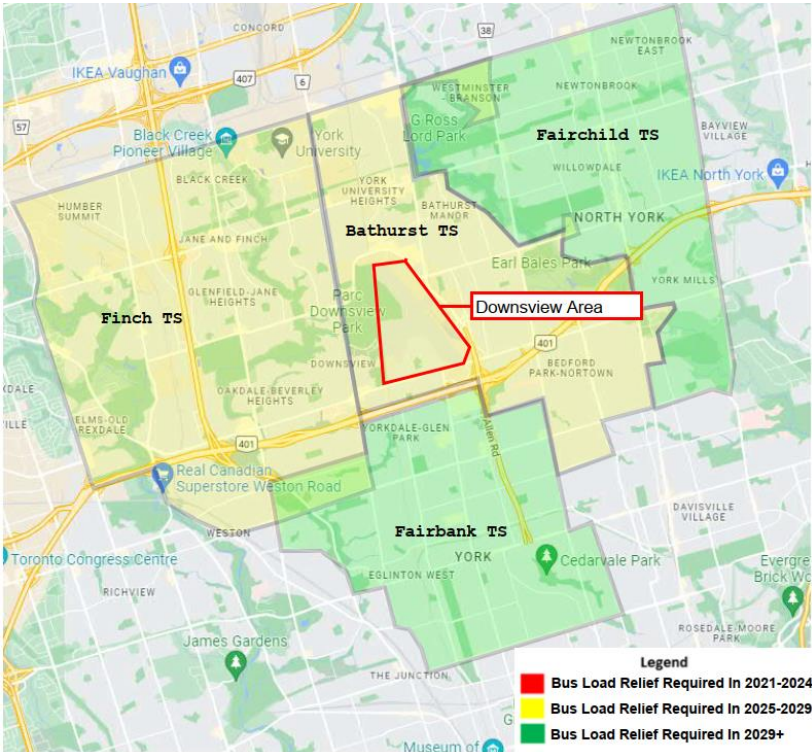 CONCORD
38
NEWTONBROOK
EAST
IKEA Vaughan
407
6
WESTMINSTER
- BRANSON
NEWTONBROOK
57
Black Creek
Pioneer Village
York
University
G Ross
Lord Park
Fairchild TS
BAYVIEW
VILLAGE
BLACK CREEK
WILLOWDALE
IKEA North York
HUMBER
SUMMIT
YORK
UNIVERSITY
HEIGHTS
BATHURST
MANOR
NORTH YORK
JANE AND FINCH
Bathurst TS
Earl Bales Park
YORK MILLS
GLENFIELD-JANE
HEIGHTS
Parc
Downsview
Park
Downsview Area
Finch TS
401
DOWNSVIEW
BEDFORD
PARK-NORTOWN
OAKDALE-BEVERLEY
HEIGHTS
XDALE
VILLE
ELMS-OLD
REXDALE
401
YORKDALE-GLEN
PARK
Allen Rd
Real Canadian
Superstore Weston Road
DAVISVILLE
VILLAGE
WESTON
Fairbank TS
Toronto Congress Centre
YORK
Cedarvale Park
Evergre
Brick Wo
RICHVIEW
EGLINTON WEST
ROSEDALE-MOORE
PARK
James Gardens
THE JUNCTION
Legend
Bus Load Relief Required In 2021-2024
Bus Load Relief Required In 2025-2029
Bus Load Relief Required In 2029+
Museum of